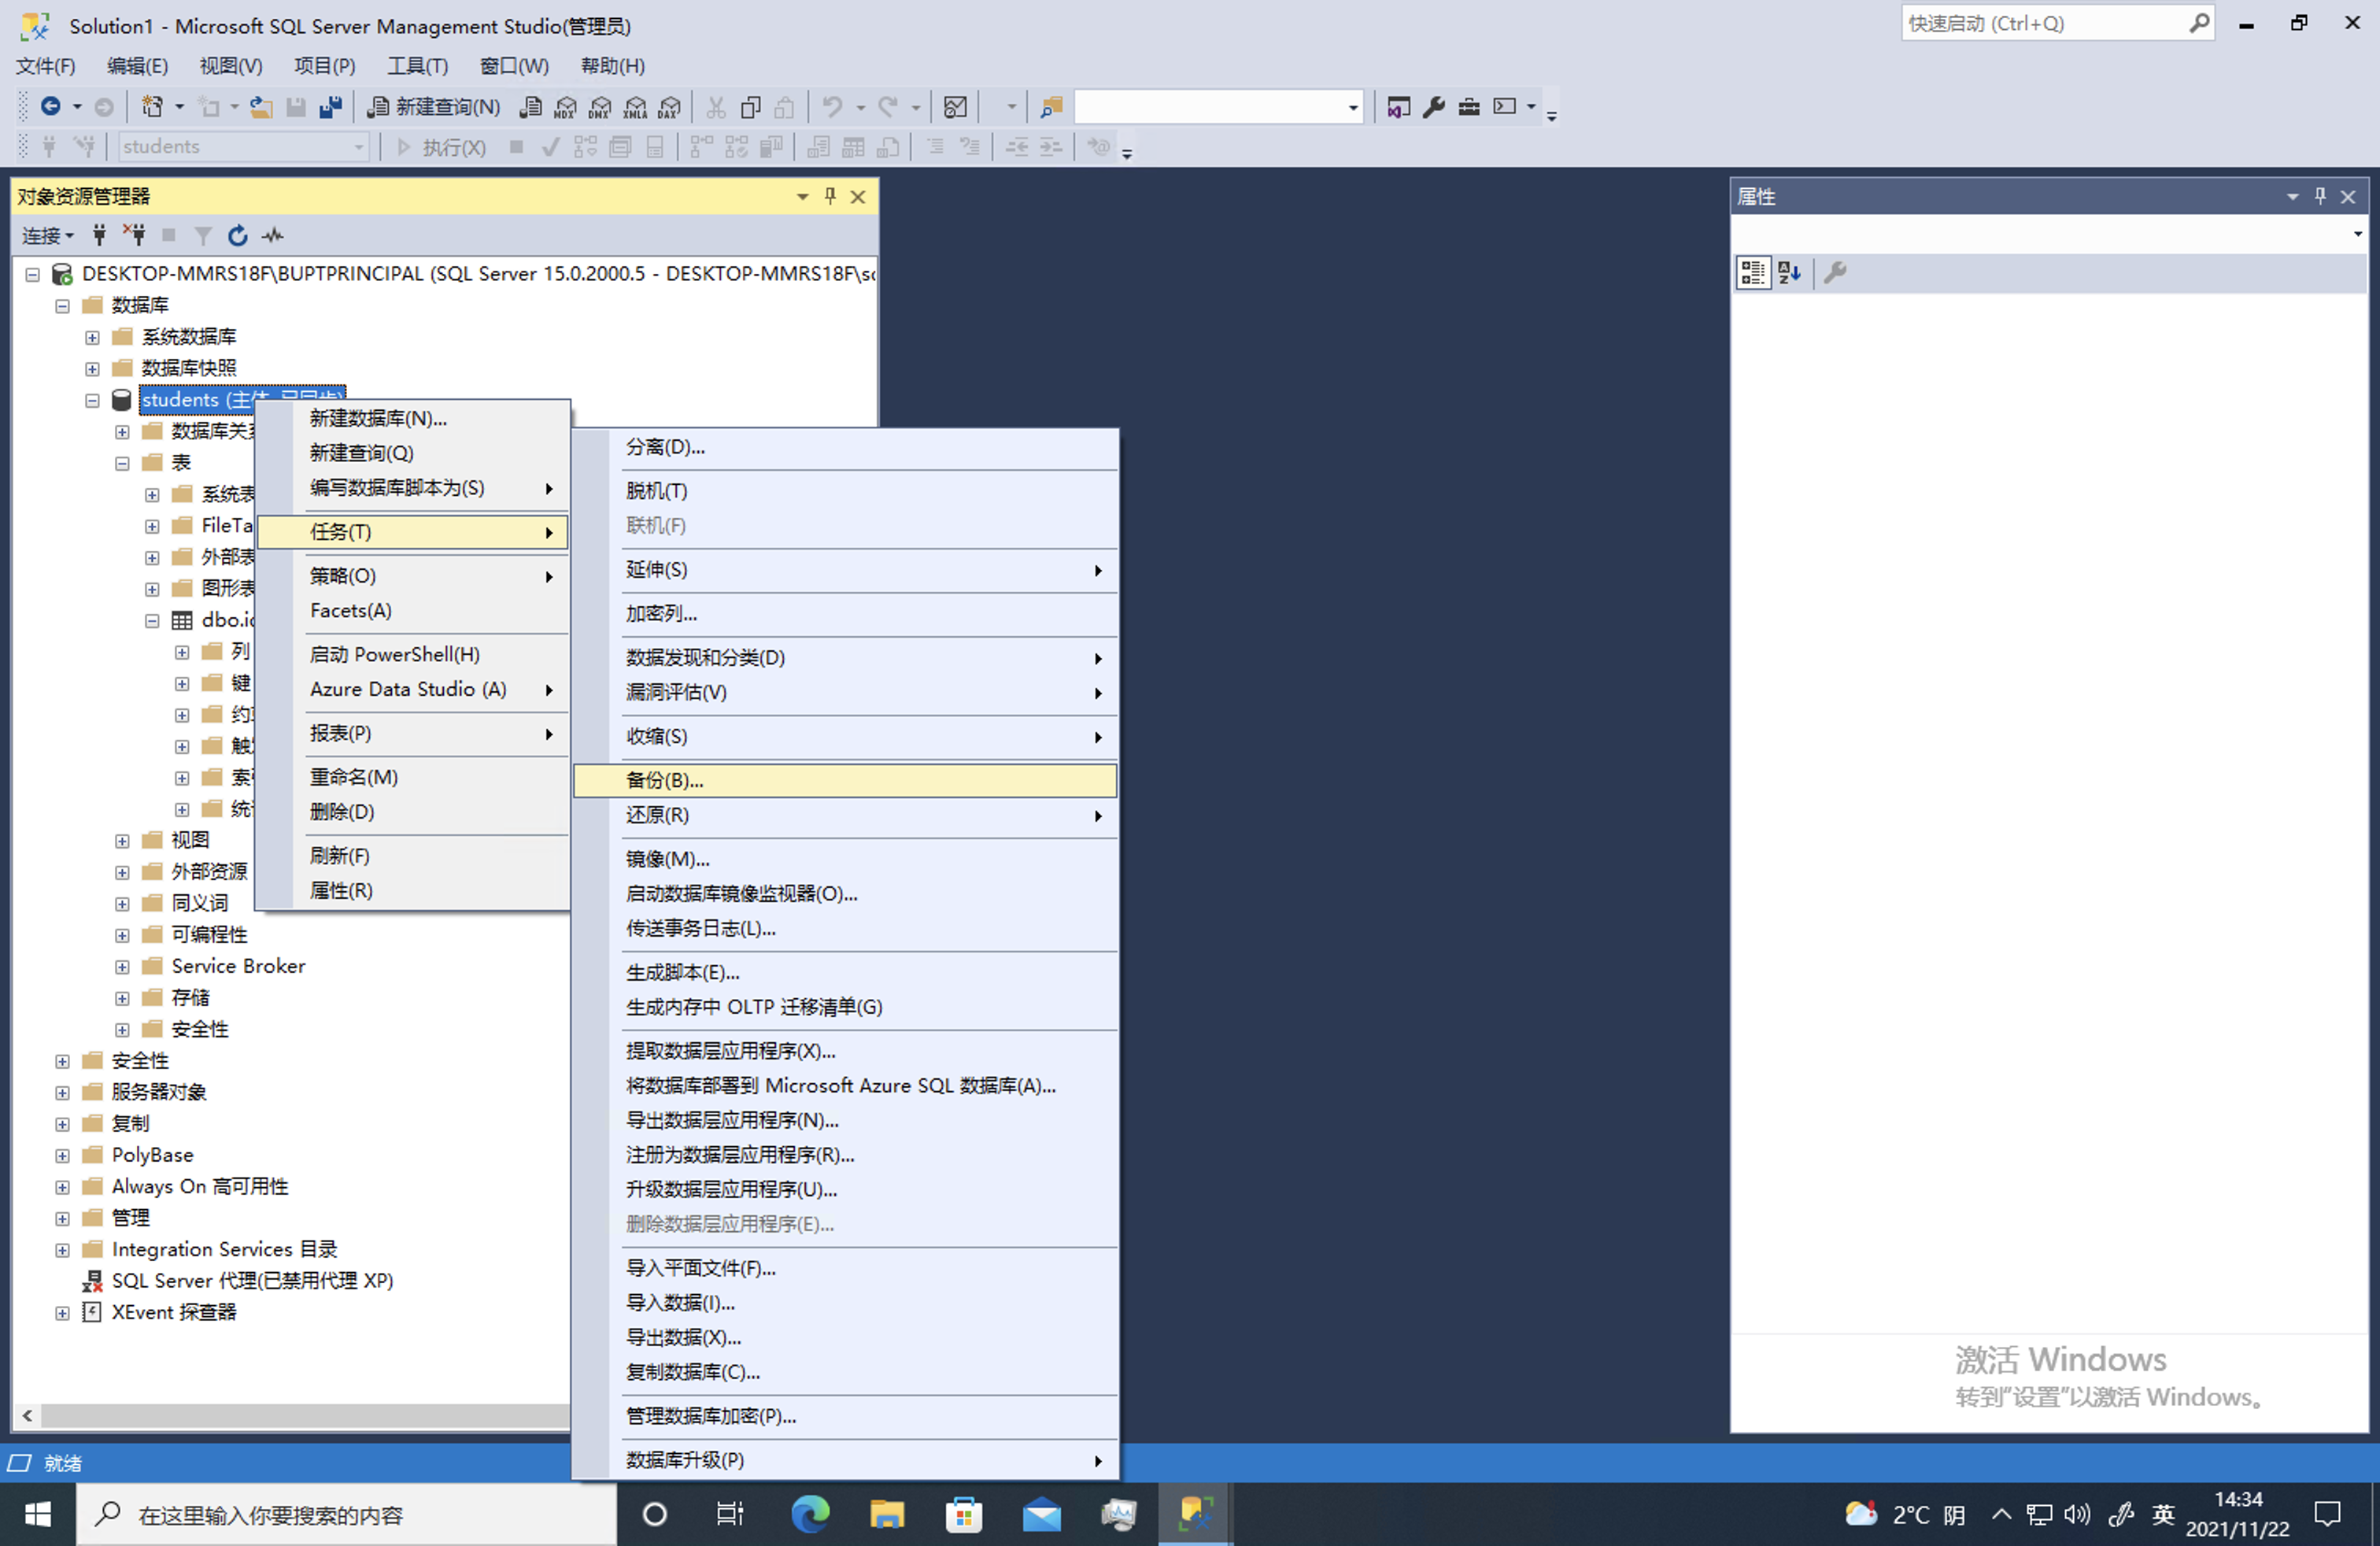 Solution1 - Microsoft SQL Server Management Studio(管理员)
快速启动 (Ctrl+Q)
文件(F) 编辑(E) 视图(V) 项目(P) 工具(T) 窗口(W) 帮助(H)
新建查询(N) MDX DMX XMLA DAX
students 执行(X)
对象资源管理器
连接
DESKTOP-MMRS18F\BUPTPRINCIPAL (SQL Server 15.0.2000.5 - DESKTOP-MMRS18F\sc
数据库
系统数据库
数据库快照
students (主体, 已同步)
数据库关系
表
系统表
FileTa
外部表
图形表
dbo.ic
列
键
约束
触发
索引
统计
视图
外部资源
同义词
可编程性
Service Broker
存储
安全性
安全性
服务器对象
复制
PolyBase
Always On 高可用性
管理
Integration Services 目录
SQL Server 代理(已禁用代理 XP)
XEvent 探查器
新建数据库(N)...
新建查询(Q)
编写数据库脚本为(S)
任务(T)
策略(O)
Facets(A)
启动 PowerShell(H)
Azure Data Studio (A)
报表(P)
重命名(M)
删除(D)
刷新(F)
属性(R)
分离(D)...
脱机(T)
联机(F)
延伸(S)
加密列...
数据发现和分类(D)
漏洞评估(V)
收缩(S)
备份(B)...
还原(R)
镜像(M)...
启动数据库镜像监视器(O)...
传送事务日志(L)...
生成脚本(E)...
生成内存中 OLTP 迁移清单(G)
提取数据层应用程序(X)...
将数据库部署到 Microsoft Azure SQL 数据库(A)...
导出数据层应用程序(N)...
注册为数据层应用程序(R)...
升级数据层应用程序(U)...
删除数据层应用程序(E)...
导入平面文件(F)...
导入数据(I)...
导出数据(X)...
复制数据库(C)...
管理数据库加密(P)...
数据库升级(P)
属性
激活 Windows
转到“设置”以激活 Windows。
就绪
在这里输入你要搜索的内容
2°C 阴
英
14:34
2021/11/22